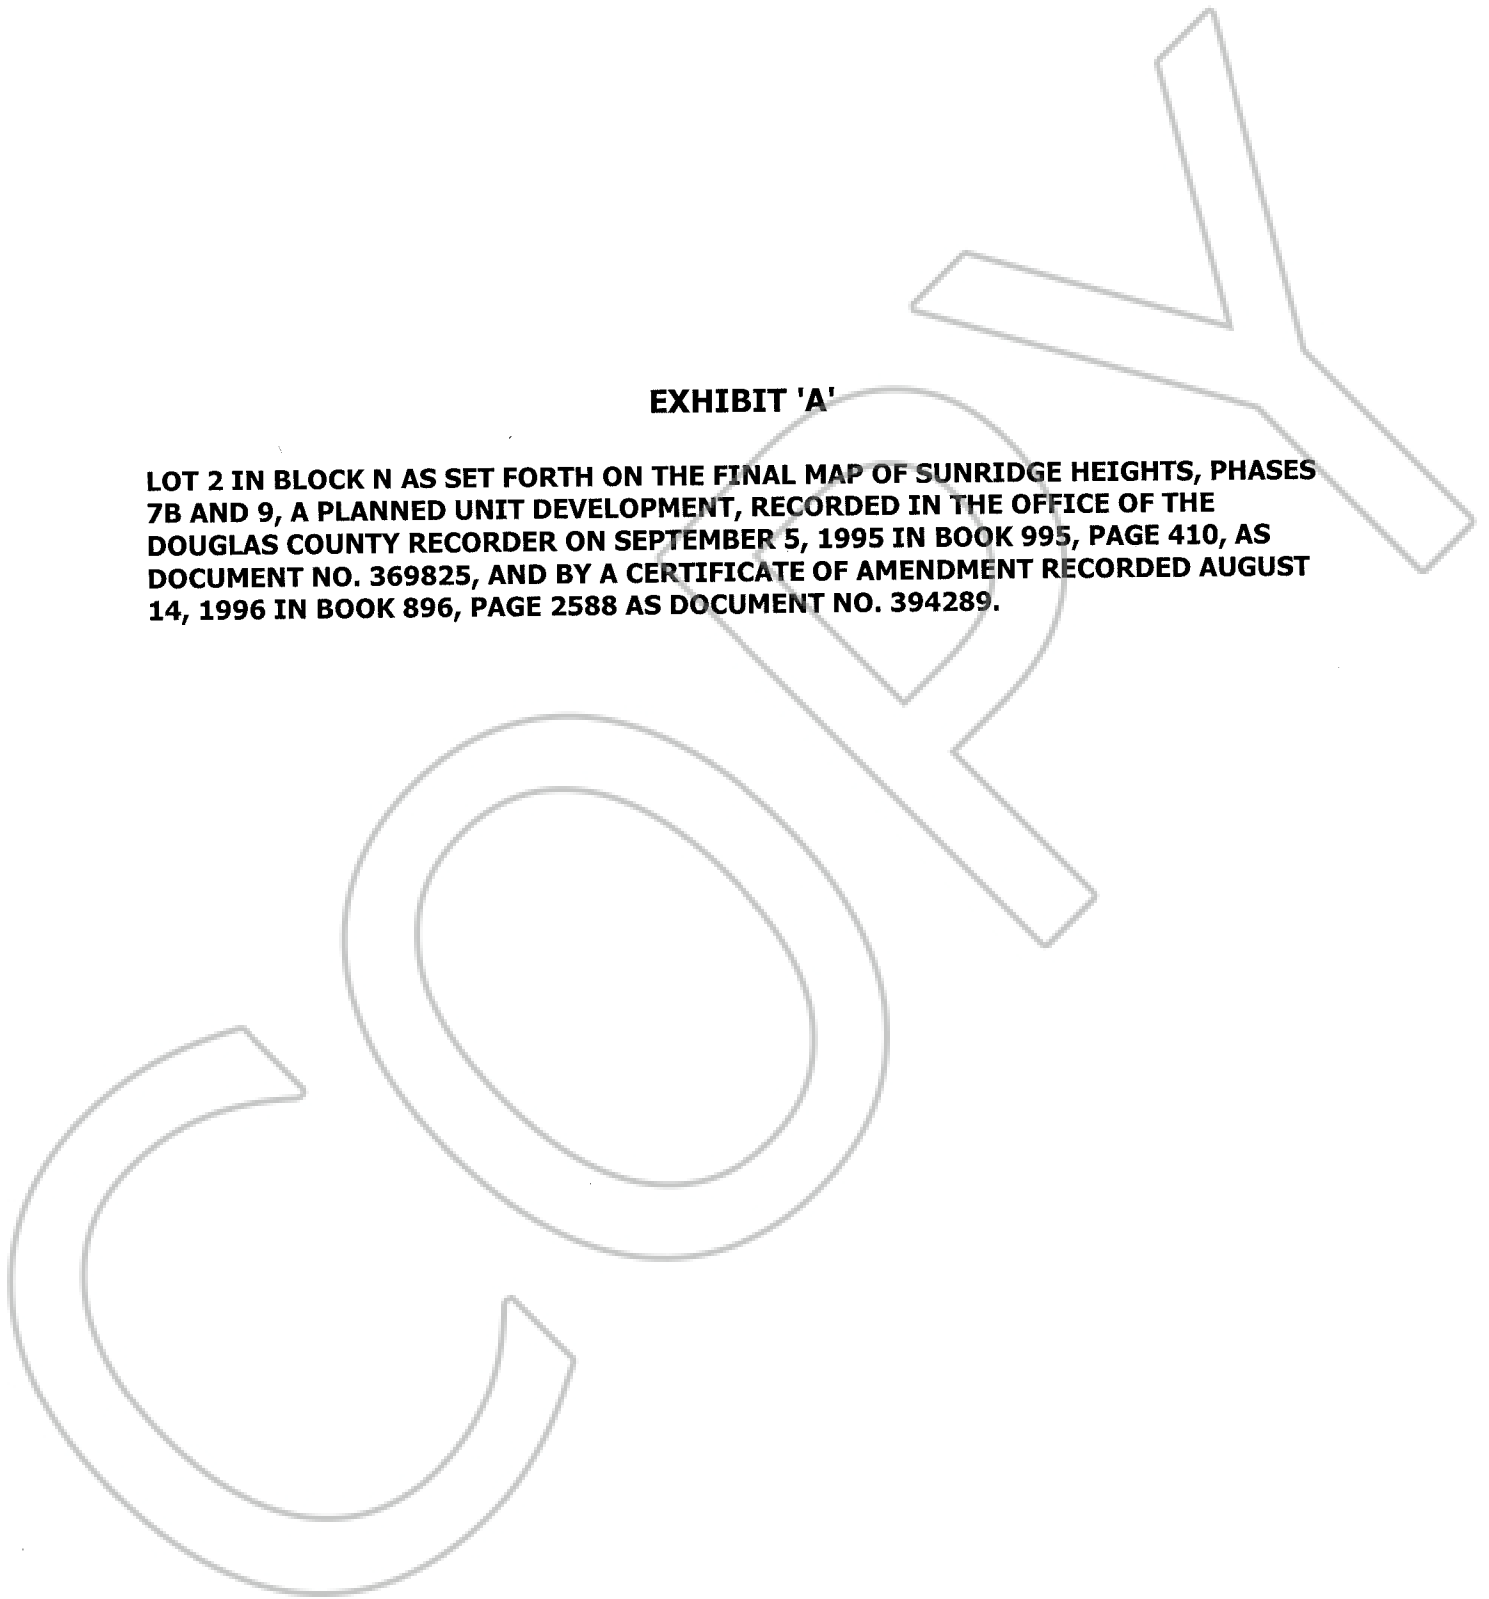 EXHIBIT 'A'
LOT 2 IN BLOCK N AS SET FORTH ON THE FINAL MAP OF SUNRIDGE HEIGHTS, PHASES
7B AND 9, A PLANNED UNIT DEVELOPMENT, RECORDED IN THE OFFICE OF THE
DOUGLAS COUNTY RECORDER ON SEPTEMBER 5, 1995 IN BOOK 995, PAGE 410, AS
DOCUMENT NO. 369825, AND BY A CERTIFICATE OF AMENDMENT RECORDED AUGUST
14, 1996 IN BOOK 896, PAGE 2588 AS DOCUMENT NO. 394289.
COPY